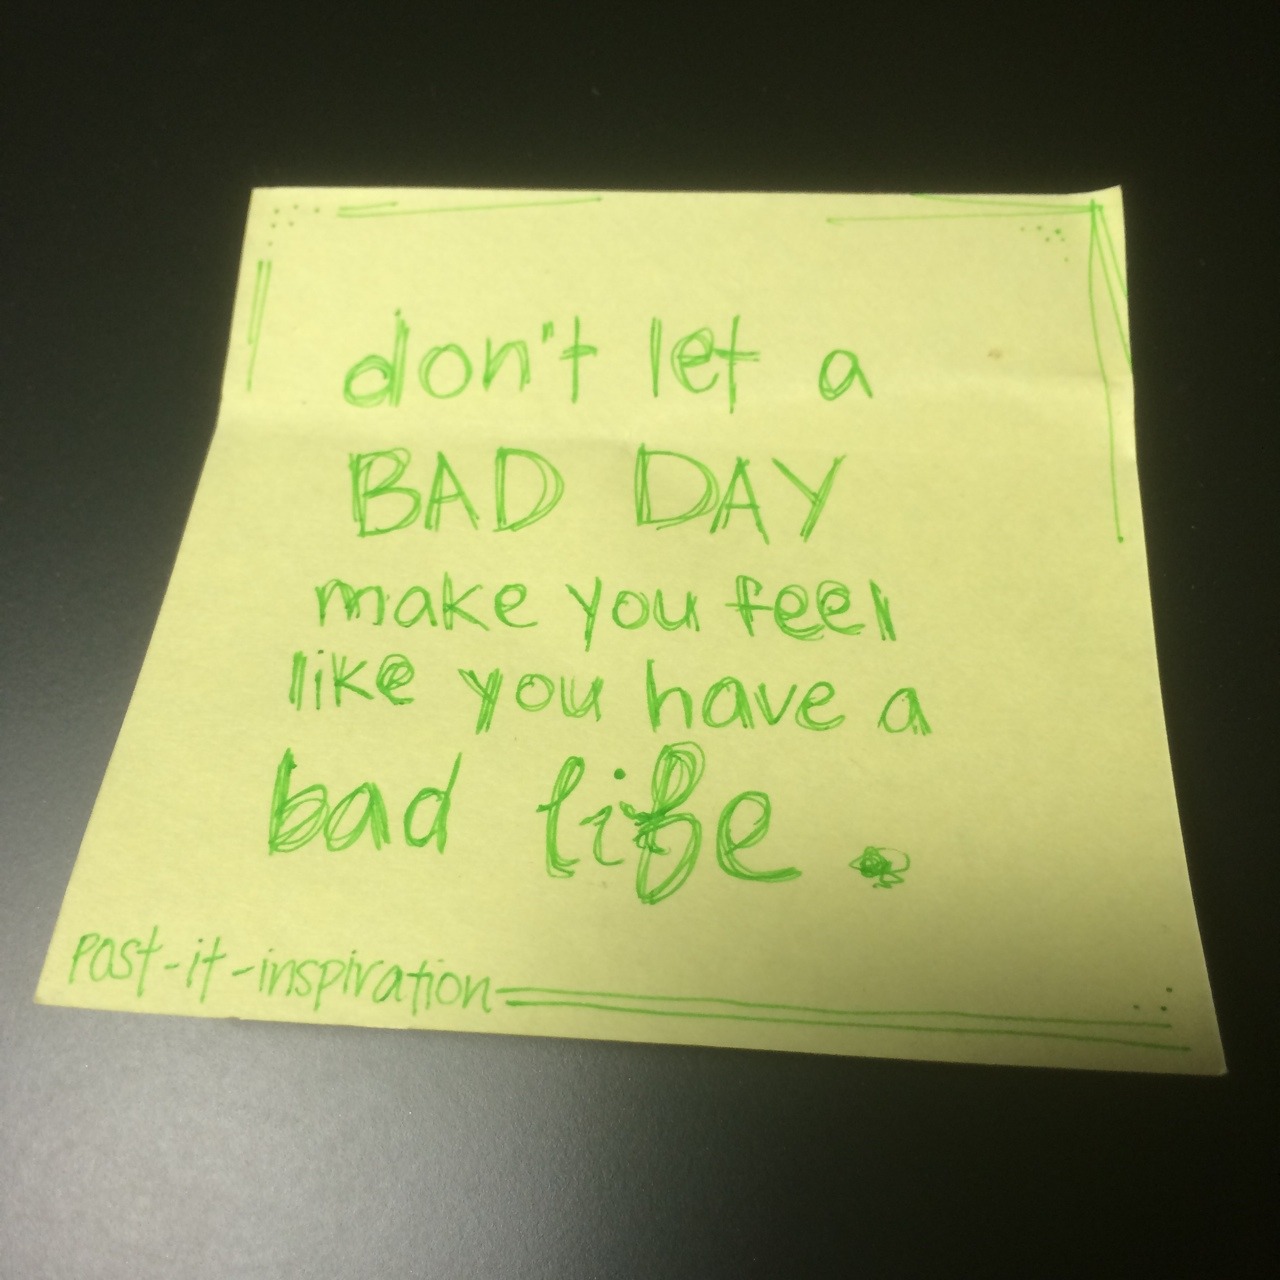 don't let a
BAD DAY
make you feel
like you have a
bad life.
post-it-inspiration